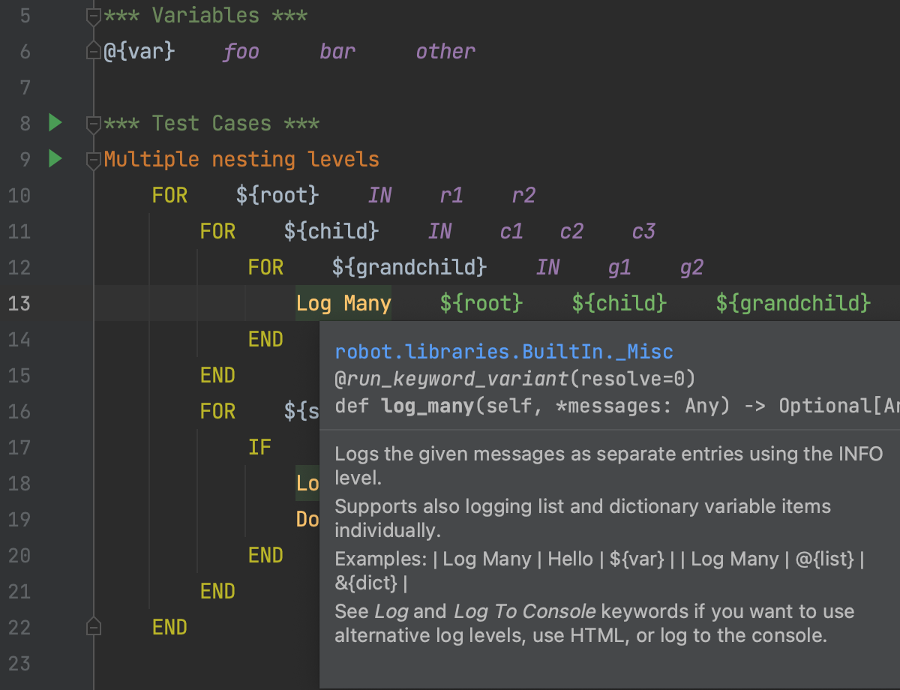 5 *** Variables ***
6 @{var} foo bar other
7
8 *** Test Cases ***
9 Multiple nesting levels
10 FOR ${root} IN r1 r2
11 FOR ${child} IN c1 c2 c3
12 FOR ${grandchild} IN g1 g2
13 Log Many ${root} ${child} ${grandchild}
14 END
15 END
16 FOR ${s
17 IF
18 Lo
19 Do
20 END
21 END
22 END
23
robot.libraries.BuiltIn._Misc
@run_keyword_variant(resolve=0)
def log_many(self, *messages: Any) -> Optional[An
Logs the given messages as separate entries using the INFO
level.
Supports also logging list and dictionary variable items
individually.
Examples: | Log Many | Hello | ${var} | | Log Many | @{list} |
&{dict} |
See Log and Log To Console keywords if you want to use
alternative log levels, use HTML, or log to the console.